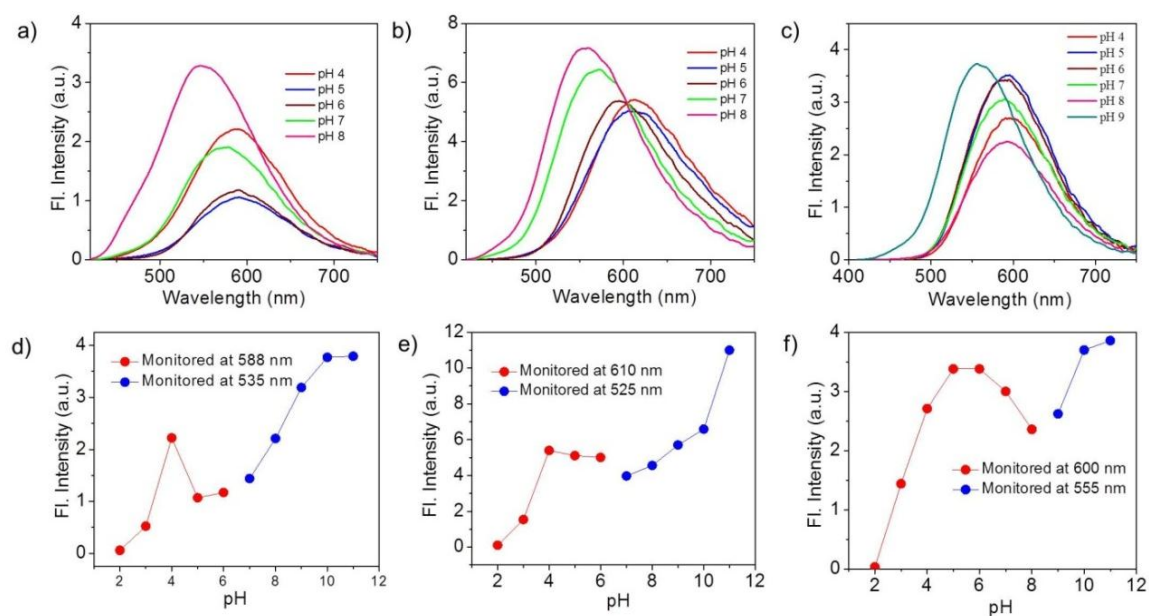 a)
Fl. Intensity (a.u.)
4
3
2
1
0
pH 4
pH 5
pH 6
pH 7
pH 8
500
600
700
Wavelength (nm)
b)
Fl. Intensity (a.u.)
8
6
4
2
0
pH 4
pH 5
pH 6
pH 7
pH 8
500
600
700
Wavelength (nm)
c)
Fl. Intensity (a.u.)
4
3
2
1
0
pH 4
pH 5
pH 6
pH 7
pH 8
pH 9
400
500
600
700
Wavelength (nm)
d)
Fl. Intensity (a.u.)
4
3
2
1
0
Monitored at 588 nm
Monitored at 535 nm
2
4
6
8
10
12
pH
e)
Fl. Intensity (a.u.)
12
10
8
6
4
2
0
Monitored at 610 nm
Monitored at 525 nm
2
4
6
8
10
12
pH
f)
Fl. Intensity (a.u.)
4
3
2
1
0
Monitored at 600 nm
Monitored at 555 nm
0
2
4
6
8
10
12
pH